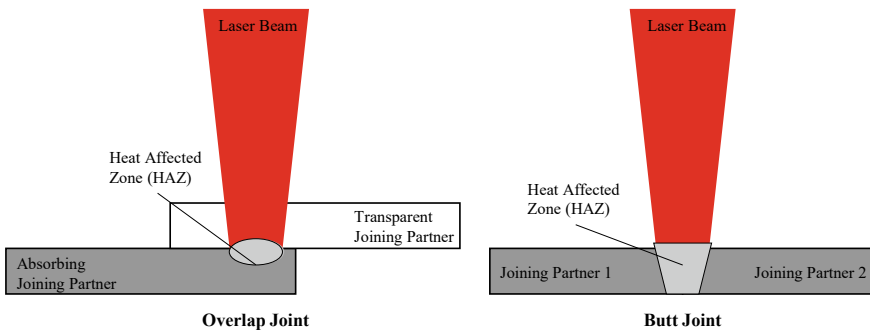 Laser Beam
Heat Affected
Zone (HAZ)
Transparent
Joining Partner
Absorbing
Joining Partner
Overlap Joint
Laser Beam
Heat Affected
Zone (HAZ)
Joining Partner 1
Joining Partner 2
Butt Joint